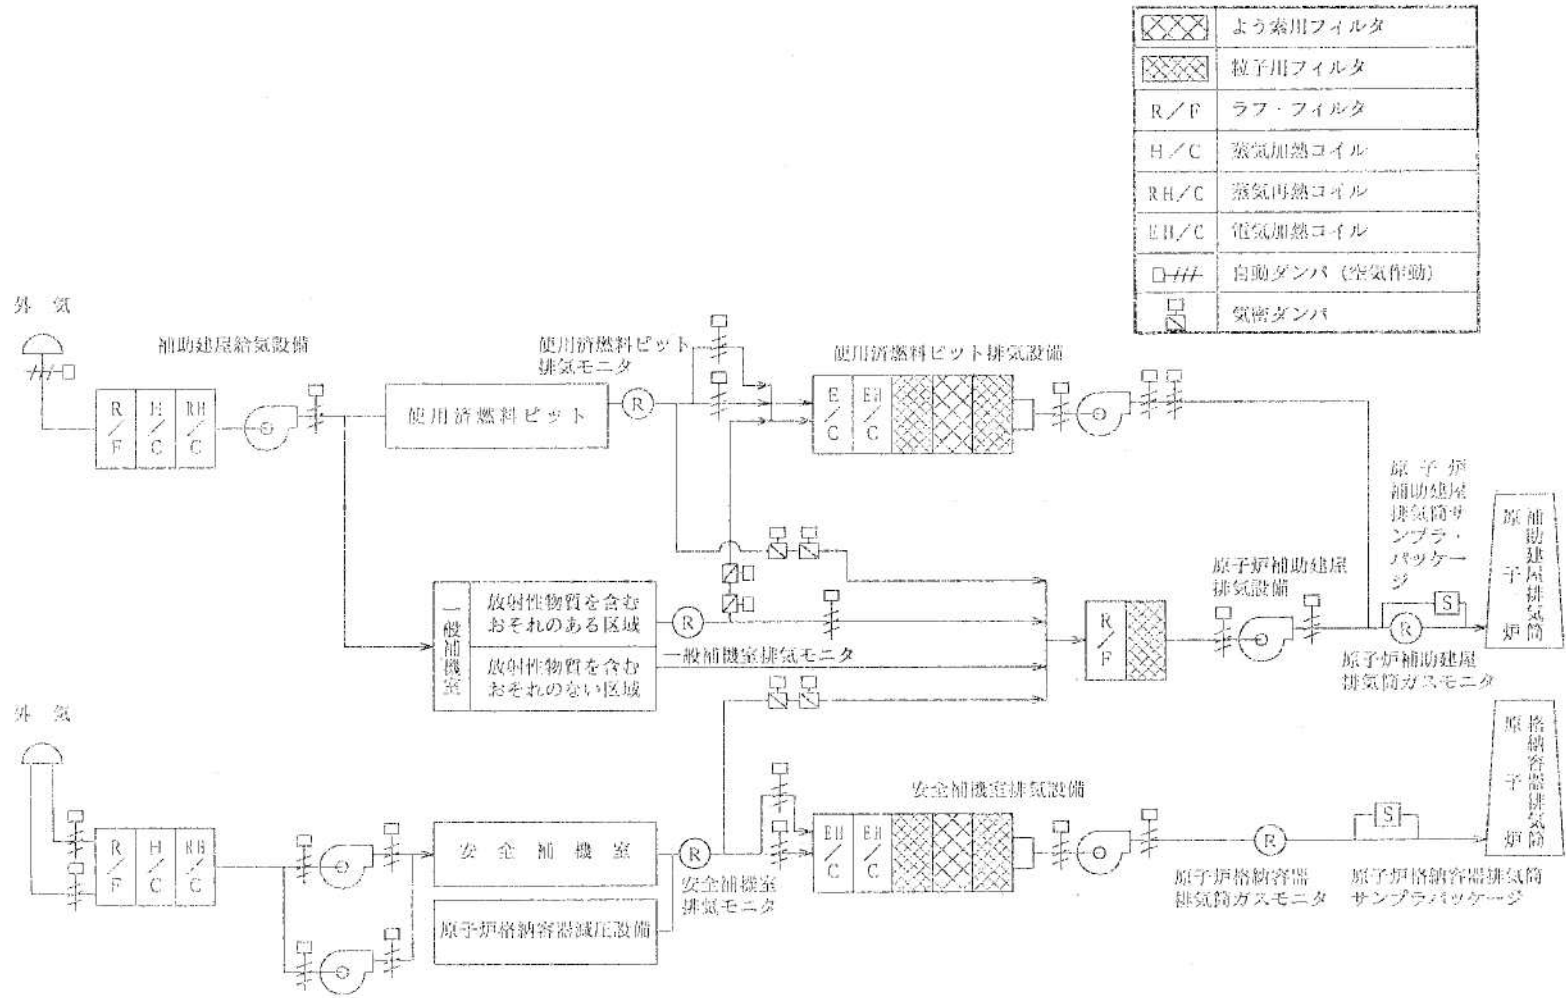 よう素用フィルタ
粒子用フィルタ
R/F ラフ・フィルタ
H/C 蒸気加熱コイル
RH/C 蒸気再熱コイル
EH/C 電気加熱コイル
自動ダンパ (空気作動)
気密ダンパ
外気
補助建屋給気設備
R/F
H/C
RH/C
使用済燃料ピット
使用済燃料ピット
排気モニタ
R
使用済燃料ピット排気設備
E/C
EH/C
一般補機室
放射性物質を含む
おそれのある区域
放射性物質を含む
おそれのない区域
R
一般補機室排気モニタ
R/F
原子炉補助建屋
排気設備
原子炉
補助建屋
排気筒サ
ンプラ・
パッケー
ジ
S
R
原子炉補助建屋
排気筒ガスモニタ
原子炉
補助建屋排気筒
外気
R/F
H/C
RH/C
安全補機室
原子炉格納容器減圧設備
R
安全補機室
排気モニタ
安全補機室排気設備
EH/C
EH/C
R
原子炉格納容器
排気筒ガスモニタ
S
原子炉格納容器排気筒
サンプラパッケージ
原子炉
格納容器排気筒